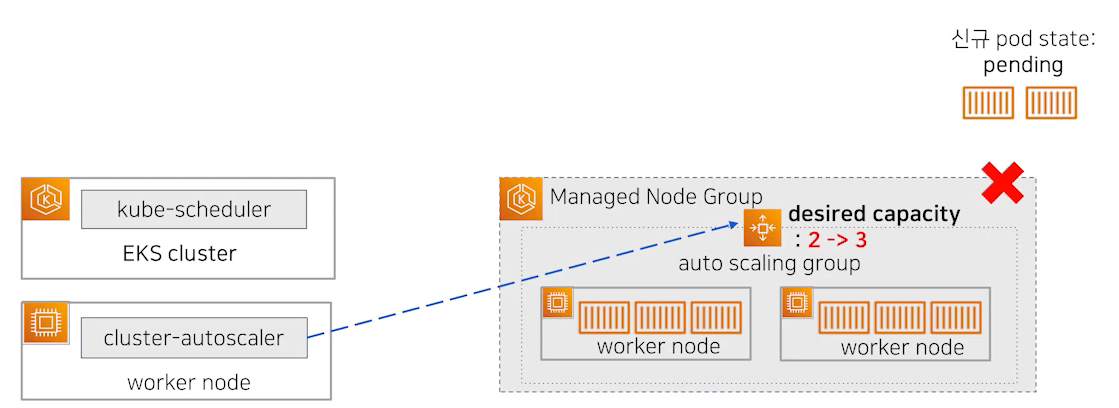 신규 pod state:
pending
kube-scheduler
EKS cluster
cluster-autoscaler
worker node
Managed Node Group
desired capacity
: 2 -> 3
auto scaling group
worker node
worker node